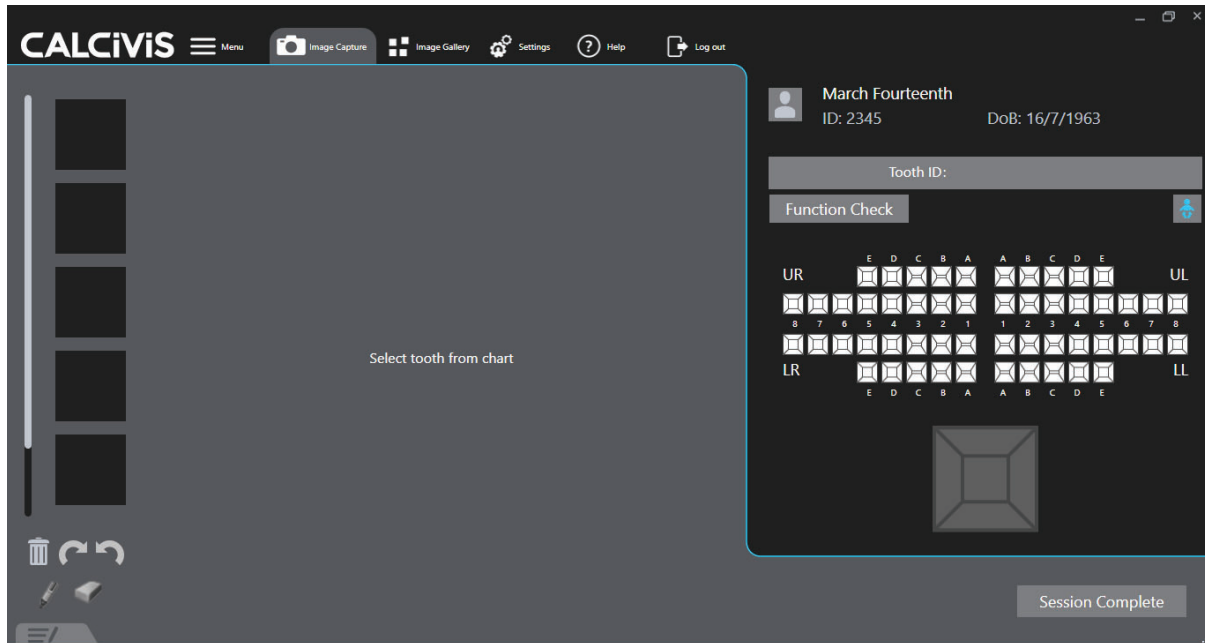 CALCiViS Menu Image Capture Image Gallery Settings ? Help Log out
March Fourteenth
ID: 2345 DoB: 16/7/1963
Tooth ID:
Function Check
E D C B A A B C D E
UR UL
8 7 6 5 4 3 2 1 1 2 3 4 5 6 7 8
LR LL
E D C B A A B C D E
Select tooth from chart
Session Complete